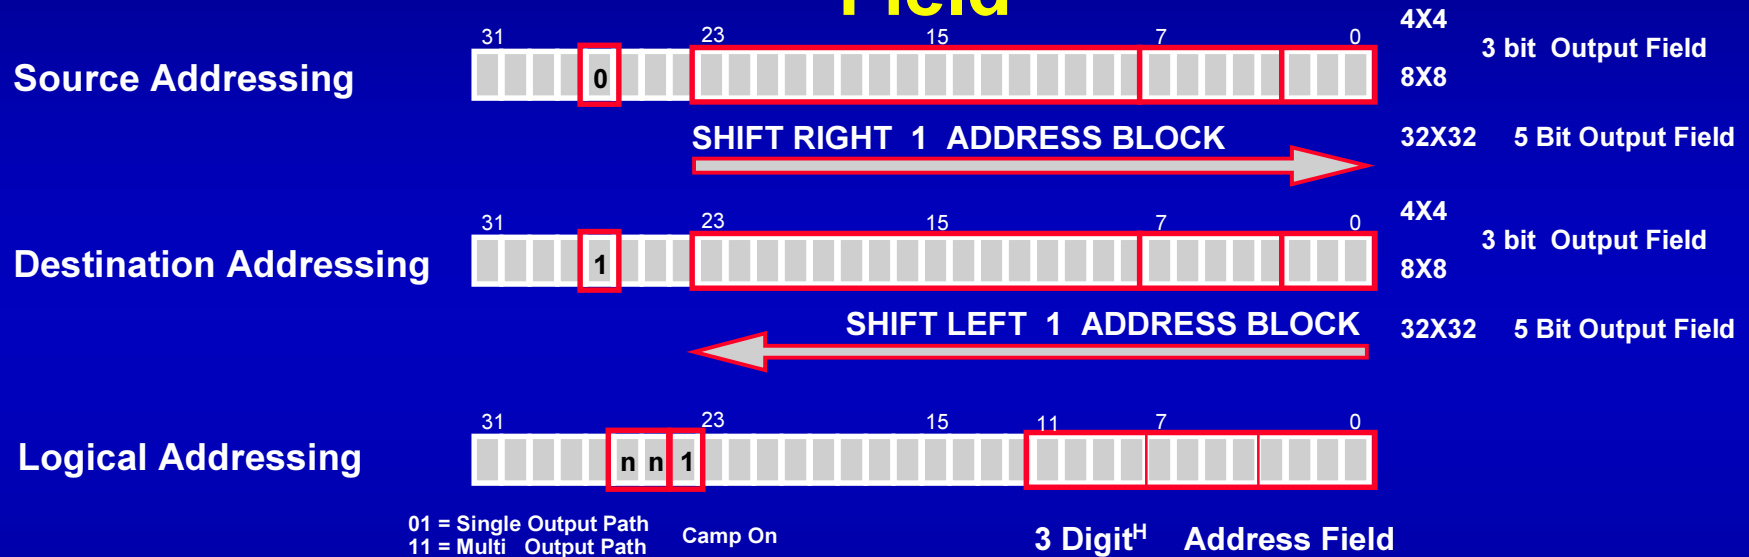 Field
31 23 15 7 0
Source Addressing
0
4X4
3 bit Output Field
8X8
SHIFT RIGHT 1 ADDRESS BLOCK
32X32 5 Bit Output Field
31 23 15 7 0
Destination Addressing
1
4X4
3 bit Output Field
8X8
SHIFT LEFT 1 ADDRESS BLOCK
32X32 5 Bit Output Field
31 23 15 11 7 0
Logical Addressing
n n 1
01 = Single Output Path
11 = Multi Output Path
Camp On
3 Digitᴴ Address Field